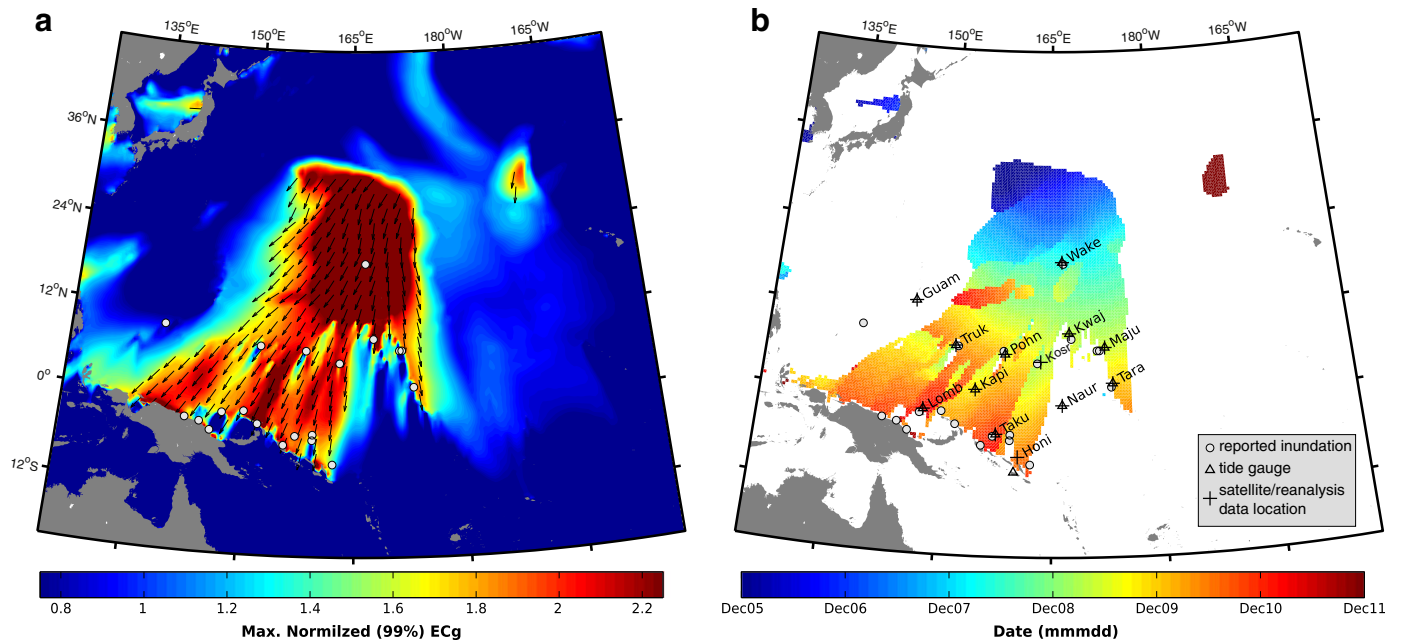 a
135°E 150°E 165°E 180°W 165°W
36°N
24°N
12°N
0°
12°S
0.8 1 1.2 1.4 1.6 1.8 2 2.2
Max. Normilzed (99%) ECg
b
135°E 150°E 165°E 180°W 165°W
Wake
Guam
Truk
Pohn
Kwaj
Kosr
Maju
Kapi
Tara
Lomb
Naur
Taku
Honi
reported inundation
tide gauge
satellite/reanalysis
data location
Dec05 Dec06 Dec07 Dec08 Dec09 Dec10 Dec11
Date (mmmdd)